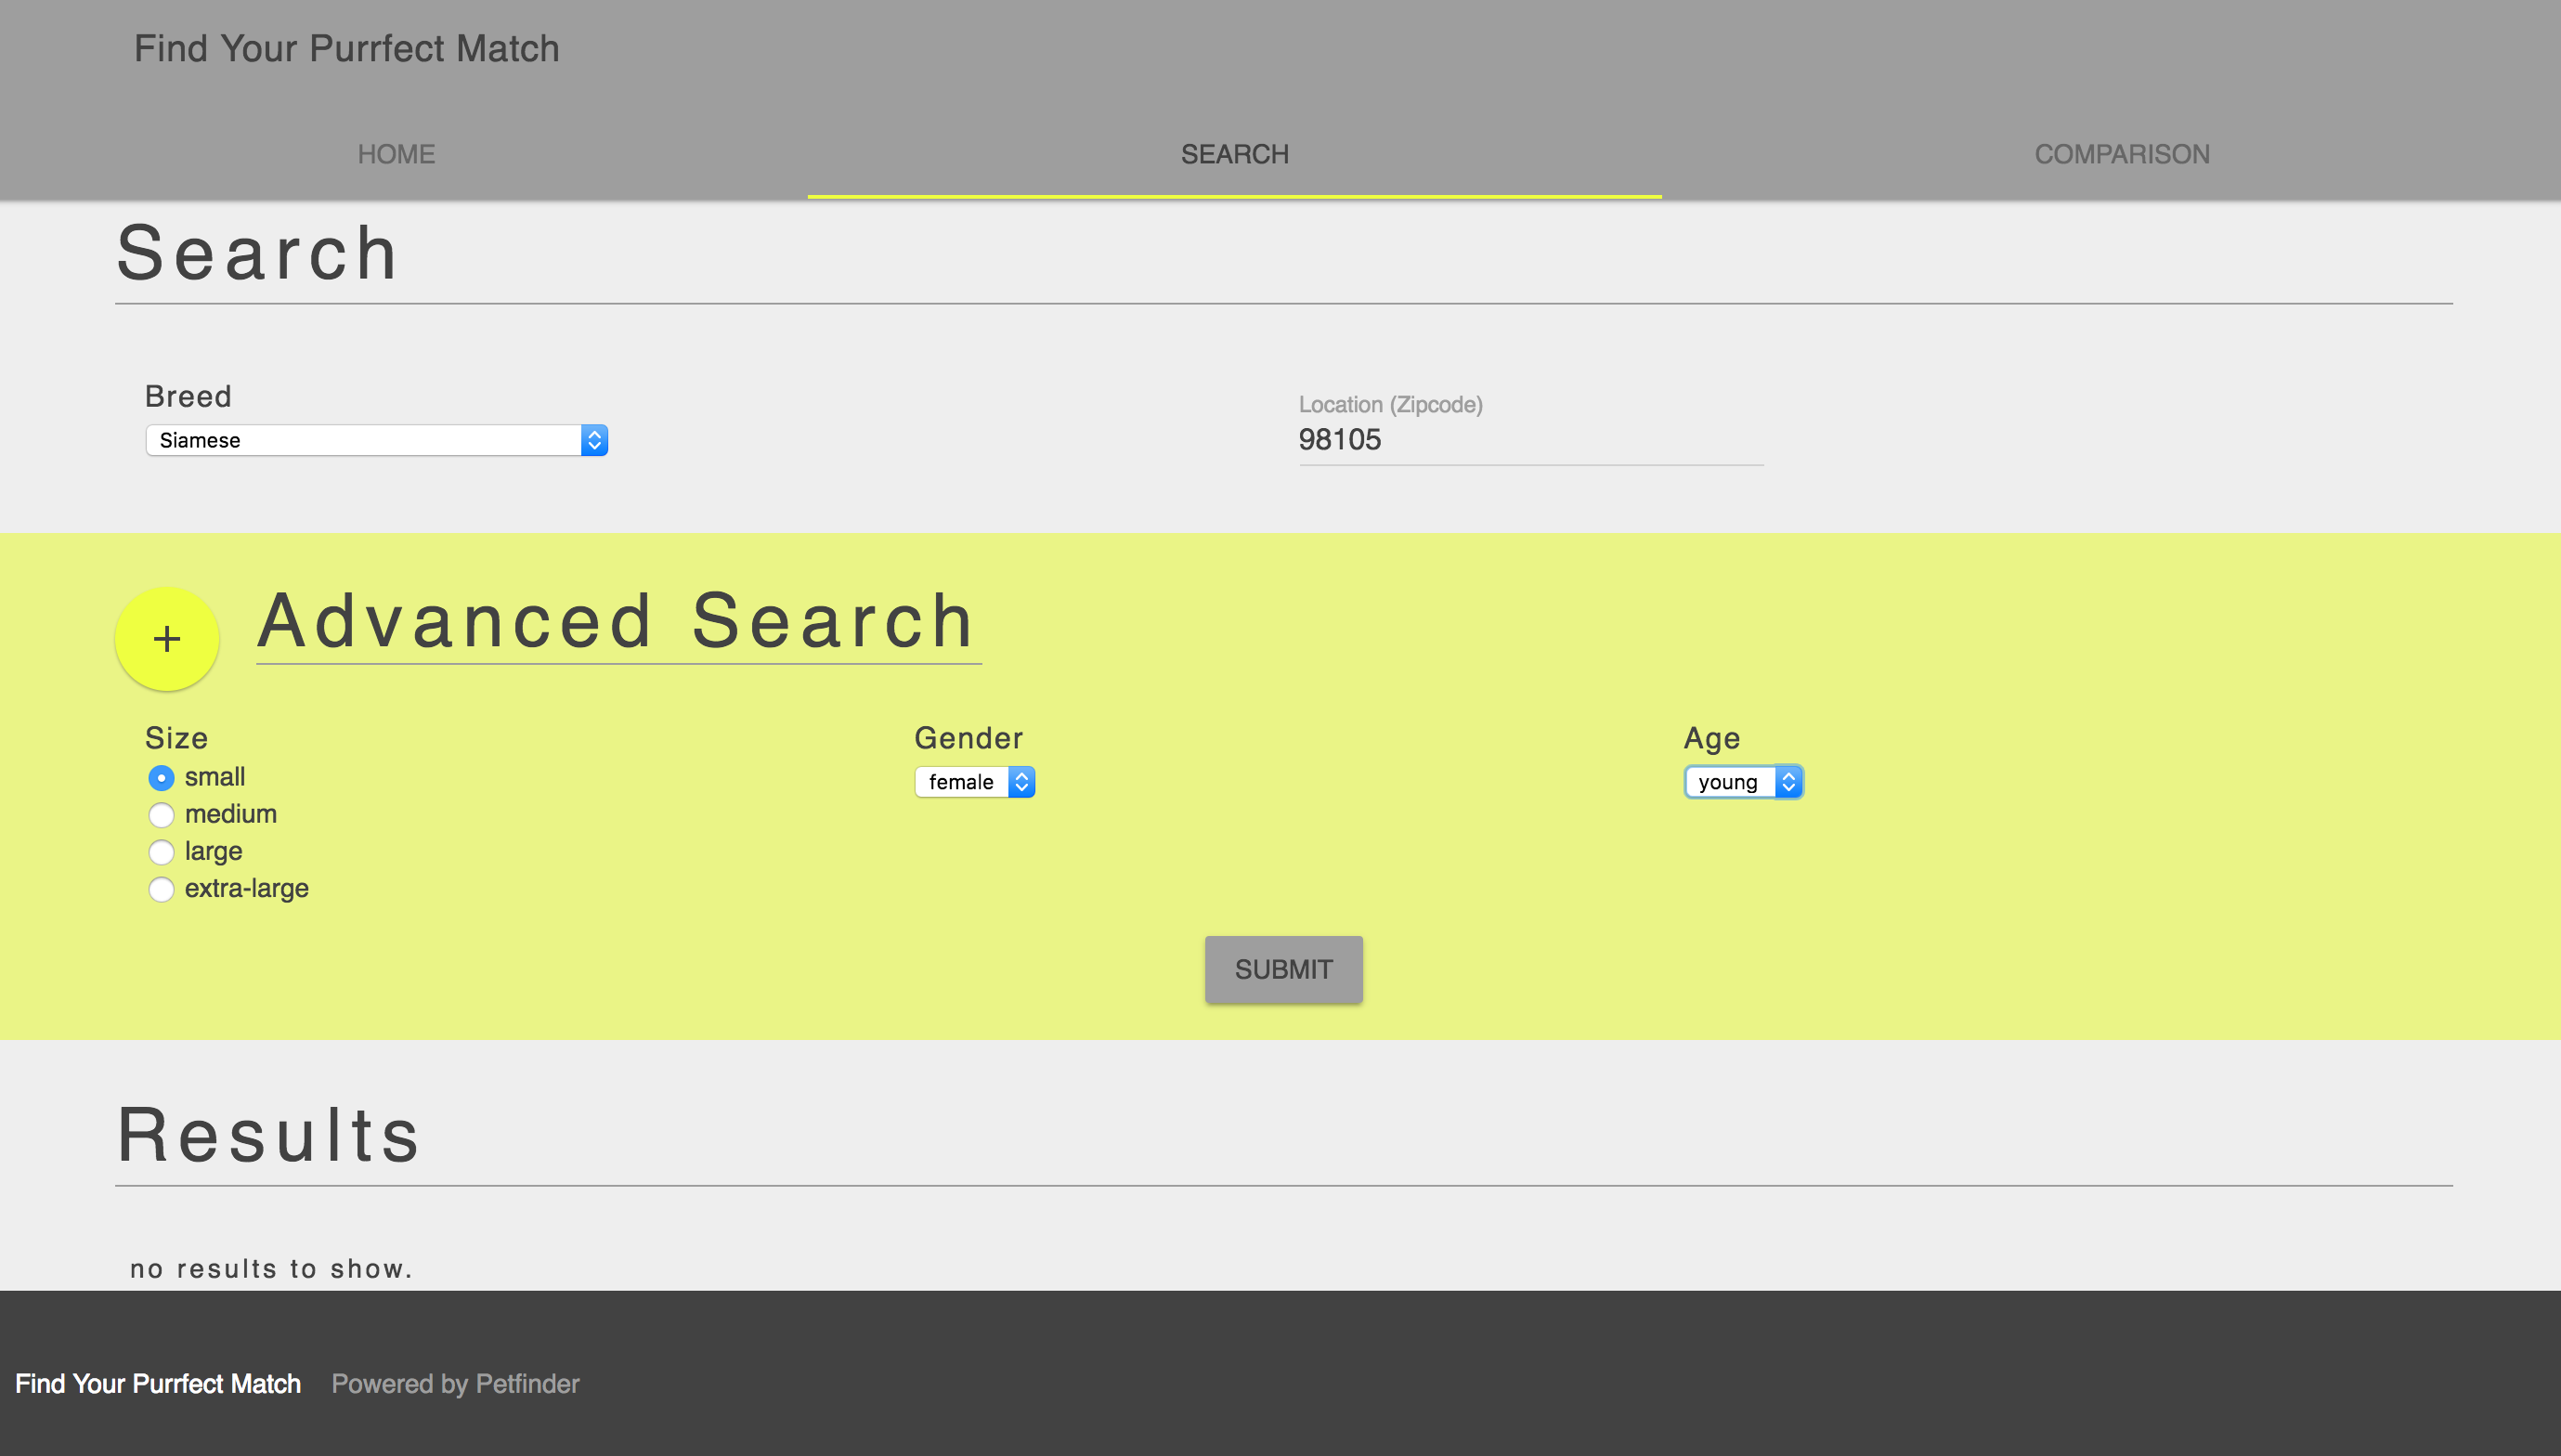 Find Your Purrfect Match
HOME SEARCH COMPARISON
Search
Breed
Siamese
Location (Zipcode)
98105
+ Advanced Search
Size
small
medium
large
extra-large
Gender
female
Age
young
SUBMIT
Results
no results to show.
Find Your Purrfect Match Powered by Petfinder